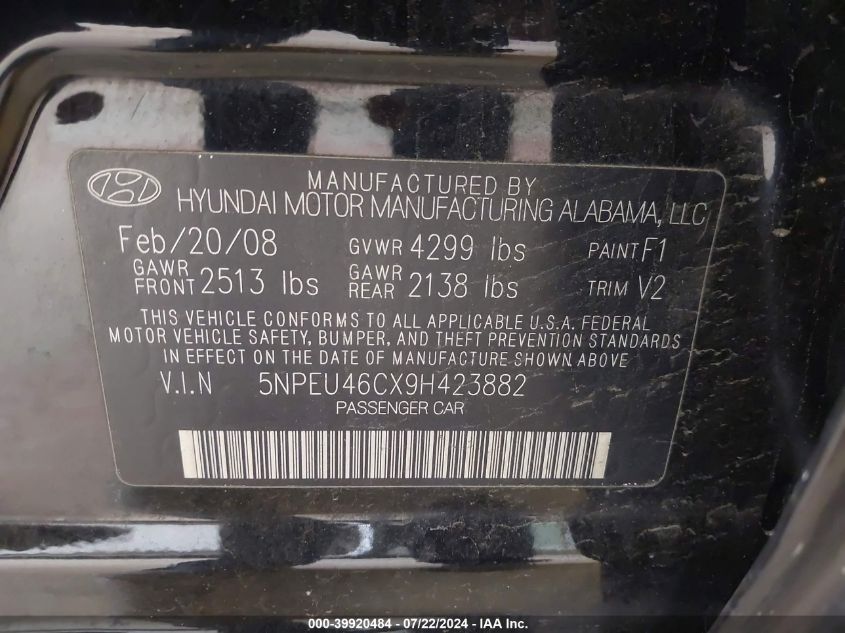 MANUFACTURED BY
HYUNDAI MOTOR MANUFACTURING ALABAMA, LLC
Feb/20/08 GVWR 4299 lbs PAINT F1
GAWR FRONT 2513 lbs GAWR REAR 2138 lbs TRIM V2
THIS VEHICLE CONFORMS TO ALL APPLICABLE U.S.A. FEDERAL
MOTOR VEHICLE SAFETY, BUMPER, AND THEFT PREVENTION STANDARDS
IN EFFECT ON THE DATE OF MANUFACTURE SHOWN ABOVE
V.I.N 5NPEU46CX9H423882
PASSENGER CAR
000-39920484 - 07/22/2024 - IAA Inc.